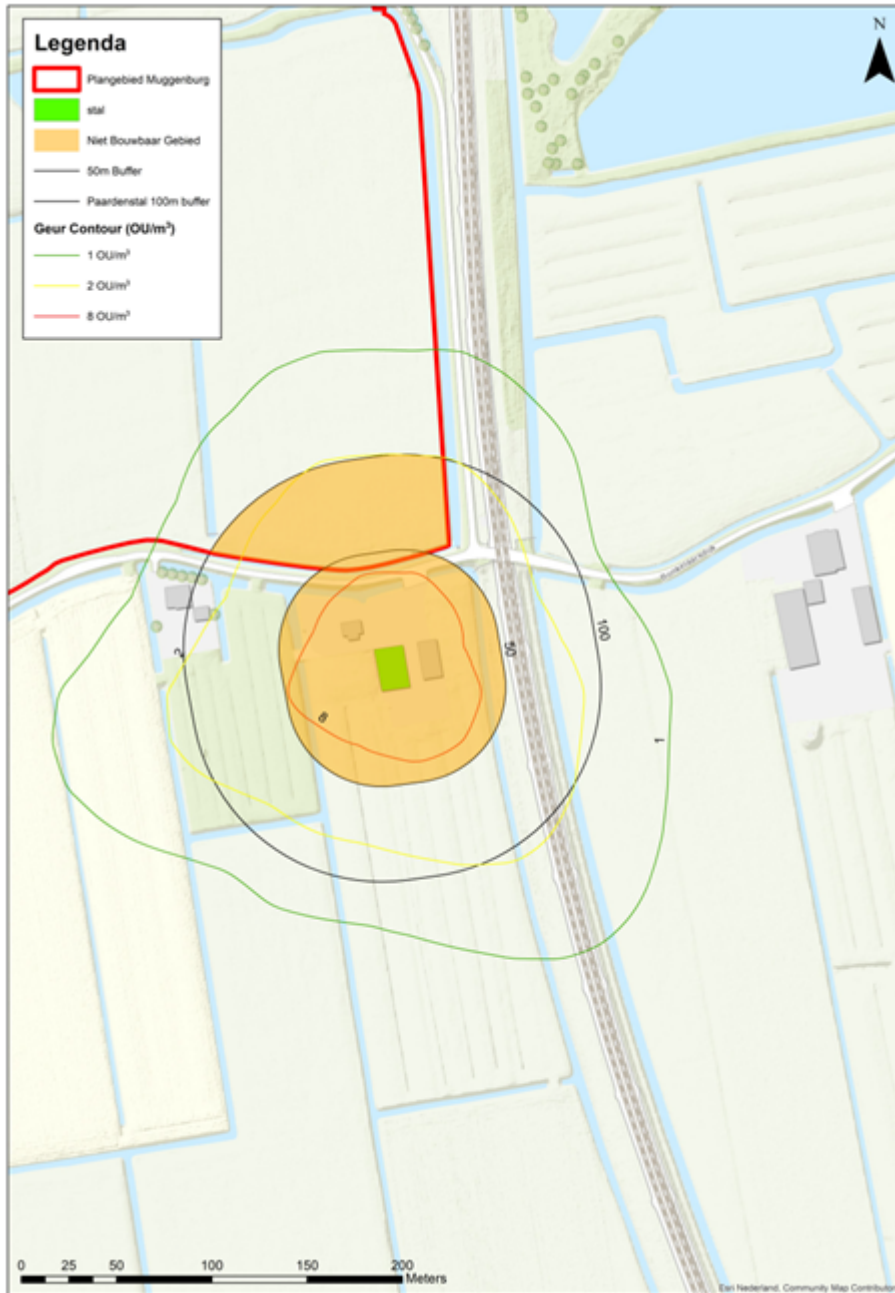 Legenda
Plangebied Muggenburg
stal
Niet Bouwbaar Gebied
50m Buffer
Paardenstal 100m buffer
Geur Contour (OU/m³)
1 OU/m³
2 OU/m³
8 OU/m³
N
100
50
2
8
1
0 25 50 100 150 200
Meters
Esri Nederland, Community Map Contributor